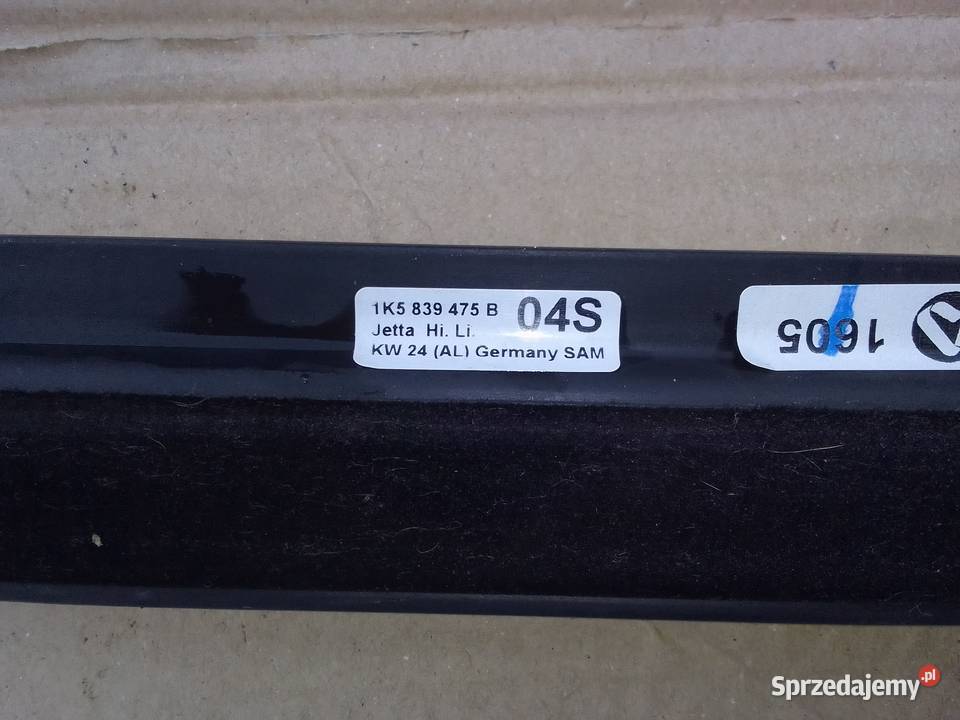 1K5 839 475 B 04S
Jetta Hi. Li.
KW 24 (AL) Germany SAM
1605
Sprzedajemy.pl